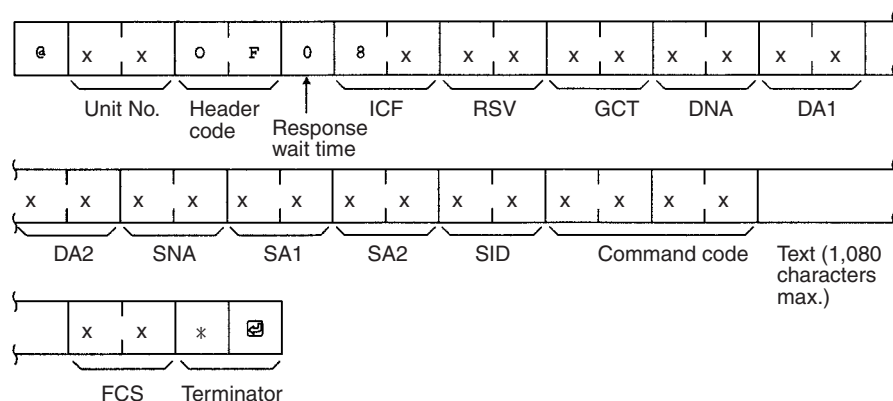 @ x x O F 0 8 x x x x x x x x x
Unit No. Header code Response wait time ICF RSV GCT DNA DA1
x x x x x x x x x x x x x x
DA2 SNA SA1 SA2 SID Command code Text (1,080 characters max.)
x x * ↵
FCS Terminator